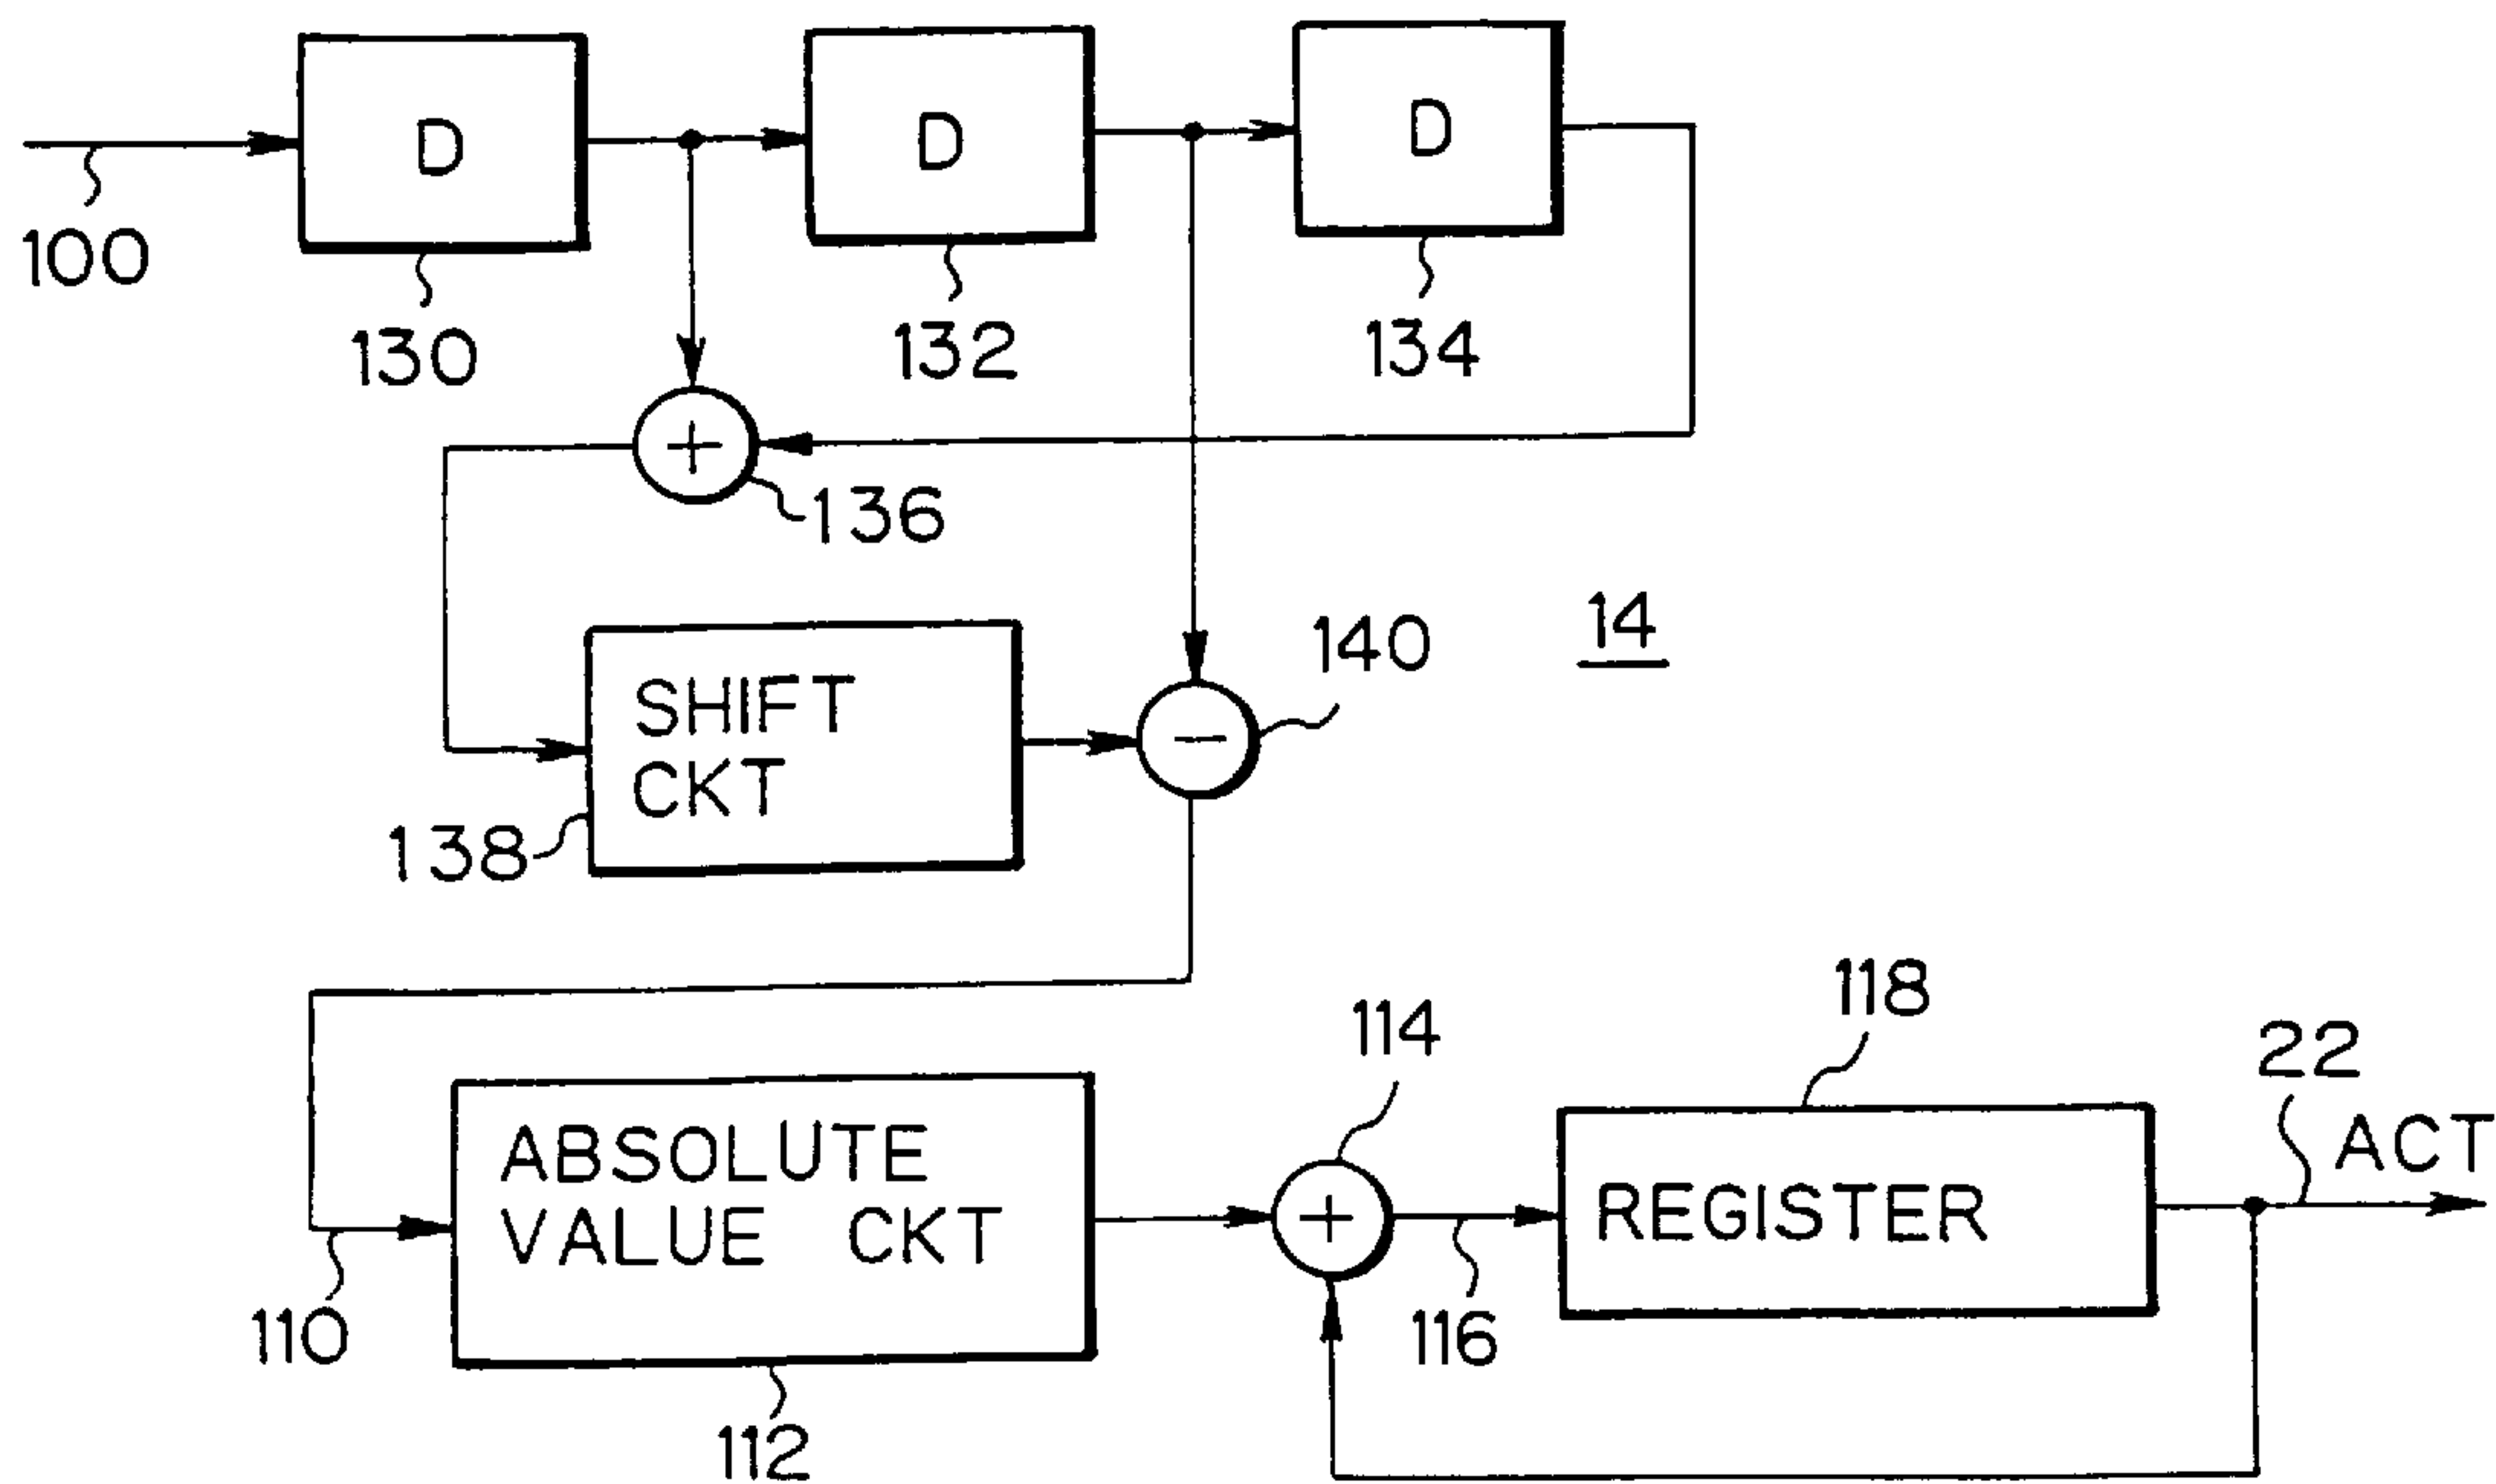 D
D
D
100
130
132
134
136
14
140
SHIFT
CKT
138
118
114
22
ACT
ABSOLUTE
VALUE CKT
REGISTER
110
116
112